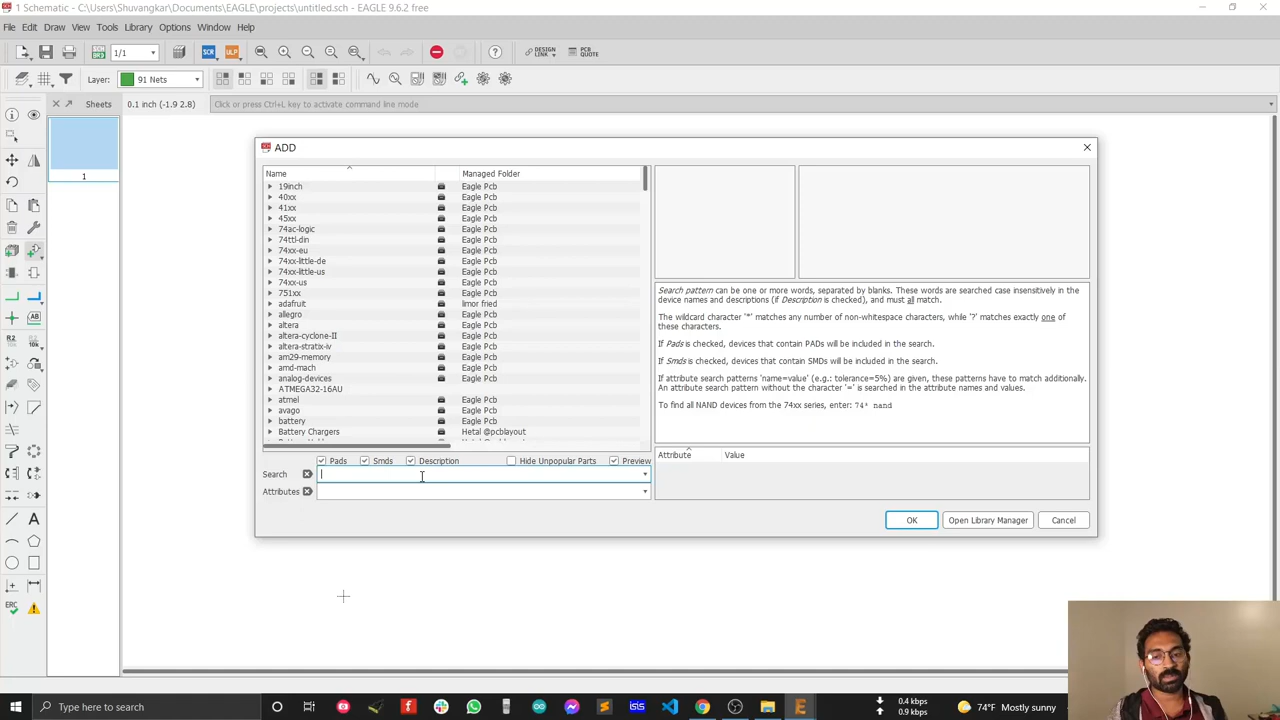 1 Schematic - C:\Users\Shuvangkar\Documents\EAGLE\projects\untitled.sch - EAGLE 9.6.2 free
File Edit Draw View Tools Library Options Window Help
1/1 SCR ULP DESIGN LINK PCB QUOTE
Layer: 91 Nets
Sheets 0.1 inch (-1.9 2.8) Click or press Ctrl+L key to activate command line mode
1
ADD
Name Managed Folder
19inch Eagle Pcb
40xx Eagle Pcb
41xx Eagle Pcb
45xx Eagle Pcb
74ac-logic Eagle Pcb
74ttl-din Eagle Pcb
74xx-eu Eagle Pcb
74xx-little-de Eagle Pcb
74xx-little-us Eagle Pcb
74xx-us Eagle Pcb
751xx Eagle Pcb
adafruit limor fried
allegro Eagle Pcb
altera Eagle Pcb
altera-cyclone-II Eagle Pcb
altera-stratix-iv Eagle Pcb
am29-memory Eagle Pcb
amd-mach Eagle Pcb
analog-devices Eagle Pcb
ATMEGA32-16AU
atmel Eagle Pcb
avago Eagle Pcb
battery Eagle Pcb
Battery Chargers Hetal @pcblayout
Search pattern can be one or more words, separated by blanks. These words are searched case insensitively in the
device names and descriptions (if Description is checked), and must all match.
The wildcard character '*' matches any number of non-whitespace characters, while '?' matches exactly one of
these characters.
If Pads is checked, devices that contain PADs will be included in the search.
If Smds is checked, devices that contain SMDs will be included in the search.
If attribute search patterns 'name=value' (e.g.: tolerance=5%) are given, these patterns have to match additionally.
An attribute search pattern without the character '=' is searched in the attribute names and values.
To find all NAND devices from the 74xx series, enter: 74* nand
Attribute Value
Pads Smds Description Hide Unpopular Parts Preview
Search
Attributes
OK Open Library Manager Cancel
ERC
Type here to search
0.4 kbps
0.9 kbps
74°F Mostly sunny